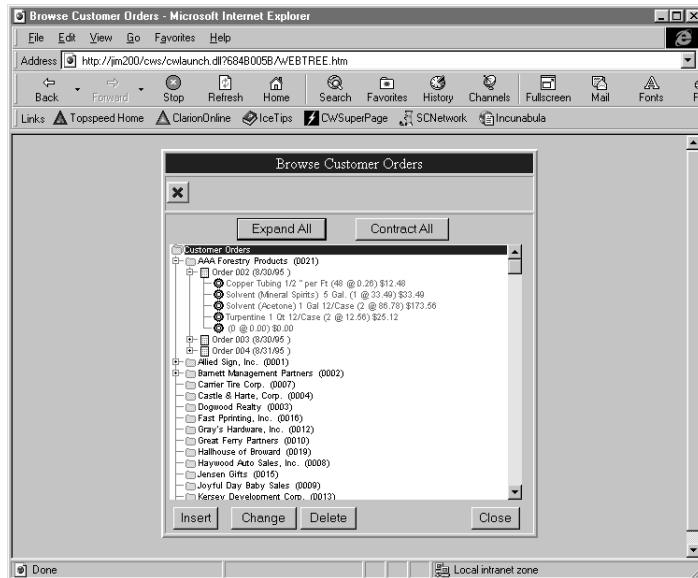 Browse Customer Orders - Microsoft Internet Explorer
File Edit View Go Favorites Help
Address http://jim200/cws/cwlaunch.dll?684B005B/WEBTREE.htm
Back Forward Stop Refresh Home Search Favorites History Channels Fullscreen Mail Fonts
Links Topspeed Home ClarionOnline IceTips CWSuperPage SCNetwork Incunabula
Browse Customer Orders
Expand All Contract All
Customer Orders
AAA Forestry Products (0021)
Order 002 (8/30/95 )
Copper Tubing 1/2 " per Ft (48 @ 0.26) $12.48
Solvent (Mineral Spirits) 5 Gal. (1 @ 33.49) $33.49
Solvent (Acetone) 1 Gal 12/Case (2 @ 86.78) $173.56
Turpentine 1 Qt 12/Case (2 @ 12.56) $25.12
(0 @ 0.00) $0.00
Order 003 (8/30/95 )
Order 004 (8/31/95 )
Allied Sign, Inc. (0001)
Barnett Management Partners (0002)
Carrier Tire Corp. (0007)
Castle & Harte, Corp. (0004)
Dogwood Realty (0003)
Fast Pprinting, Inc. (0016)
Gray's Hardware, Inc. (0012)
Great Ferry Partners (0010)
Hallhouse of Broward (0019)
Haywood Auto Sales, Inc. (0008)
Jensen Gifts (0015)
Joyful Day Baby Sales (0009)
Kersey Development Corp. (0013)
Insert Change Delete Close
Done Local intranet zone